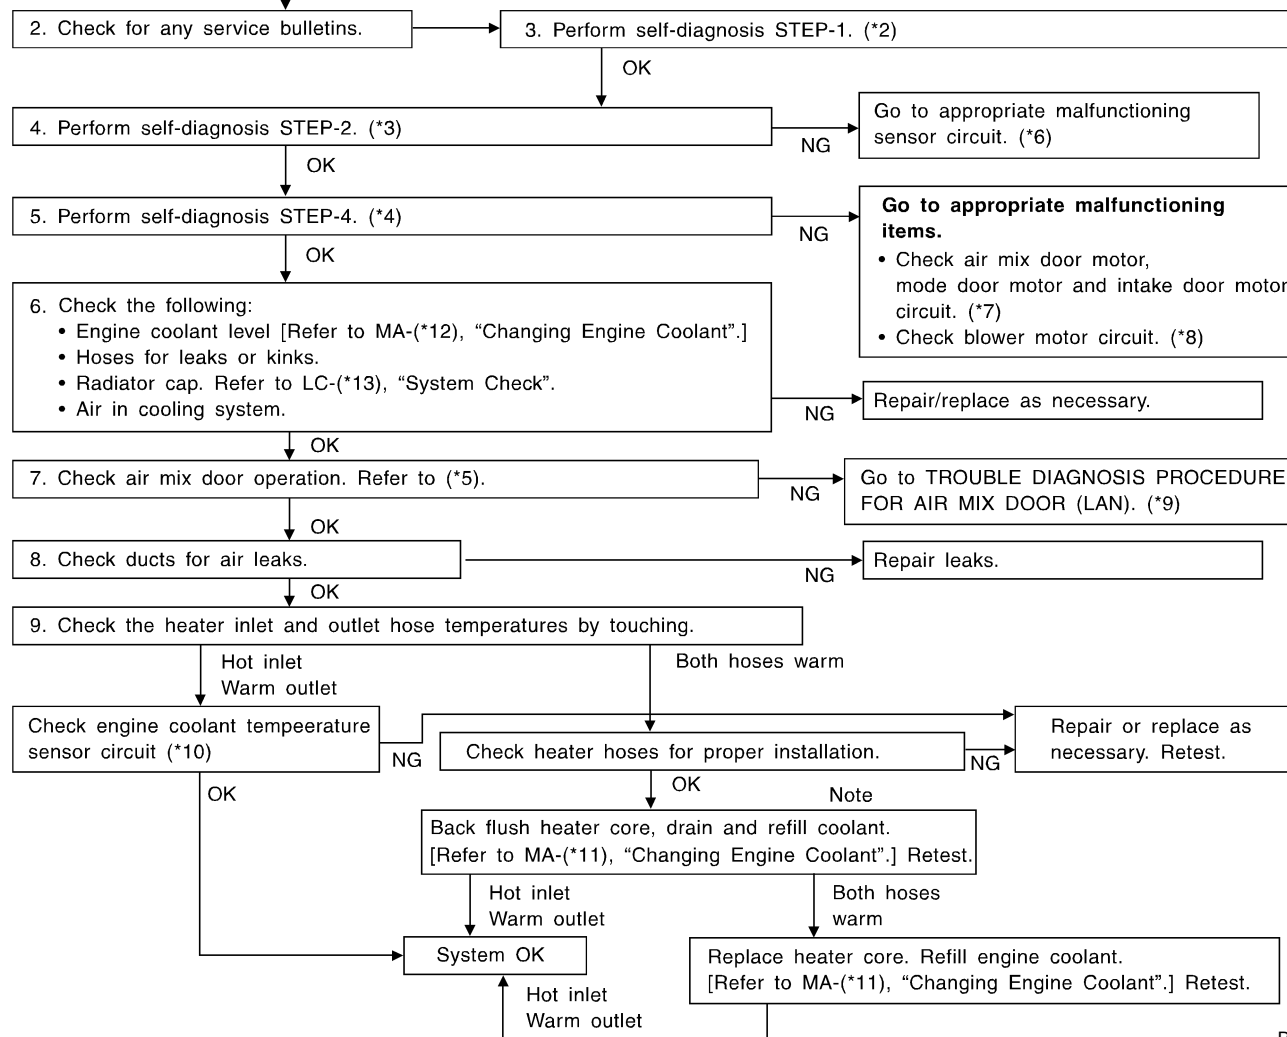 2. Check for any service bulletins.
3. Perform self-diagnosis STEP-1. (*2)
OK
4. Perform self-diagnosis STEP-2. (*3)
NG
Go to appropriate malfunctioning
sensor circuit. (*6)
OK
5. Perform self-diagnosis STEP-4. (*4)
NG
Go to appropriate malfunctioning
items.
• Check air mix door motor,
mode door motor and intake door motor
circuit. (*7)
• Check blower motor circuit. (*8)
OK
6. Check the following:
• Engine coolant level [Refer to MA-(*12), “Changing Engine Coolant”.]
• Hoses for leaks or kinks.
• Radiator cap. Refer to LC-(*13), “System Check”.
• Air in cooling system.
NG
Repair/replace as necessary.
OK
7. Check air mix door operation. Refer to (*5).
NG
Go to TROUBLE DIAGNOSIS PROCEDURE
FOR AIR MIX DOOR (LAN). (*9)
OK
8. Check ducts for air leaks.
NG
Repair leaks.
OK
9. Check the heater inlet and outlet hose temperatures by touching.
Hot inlet
Warm outlet
Both hoses warm
Check engine coolant tempeerature
sensor circuit (*10)
NG
Check heater hoses for proper installation.
NG
Repair or replace as
necessary. Retest.
OK
OK
Note
Back flush heater core, drain and refill coolant.
[Refer to MA-(*11), “Changing Engine Coolant”.] Retest.
Hot inlet
Warm outlet
Both hoses
warm
System OK
Replace heater core. Refill engine coolant.
[Refer to MA-(*11), “Changing Engine Coolant”.] Retest.
Hot inlet
Warm outlet